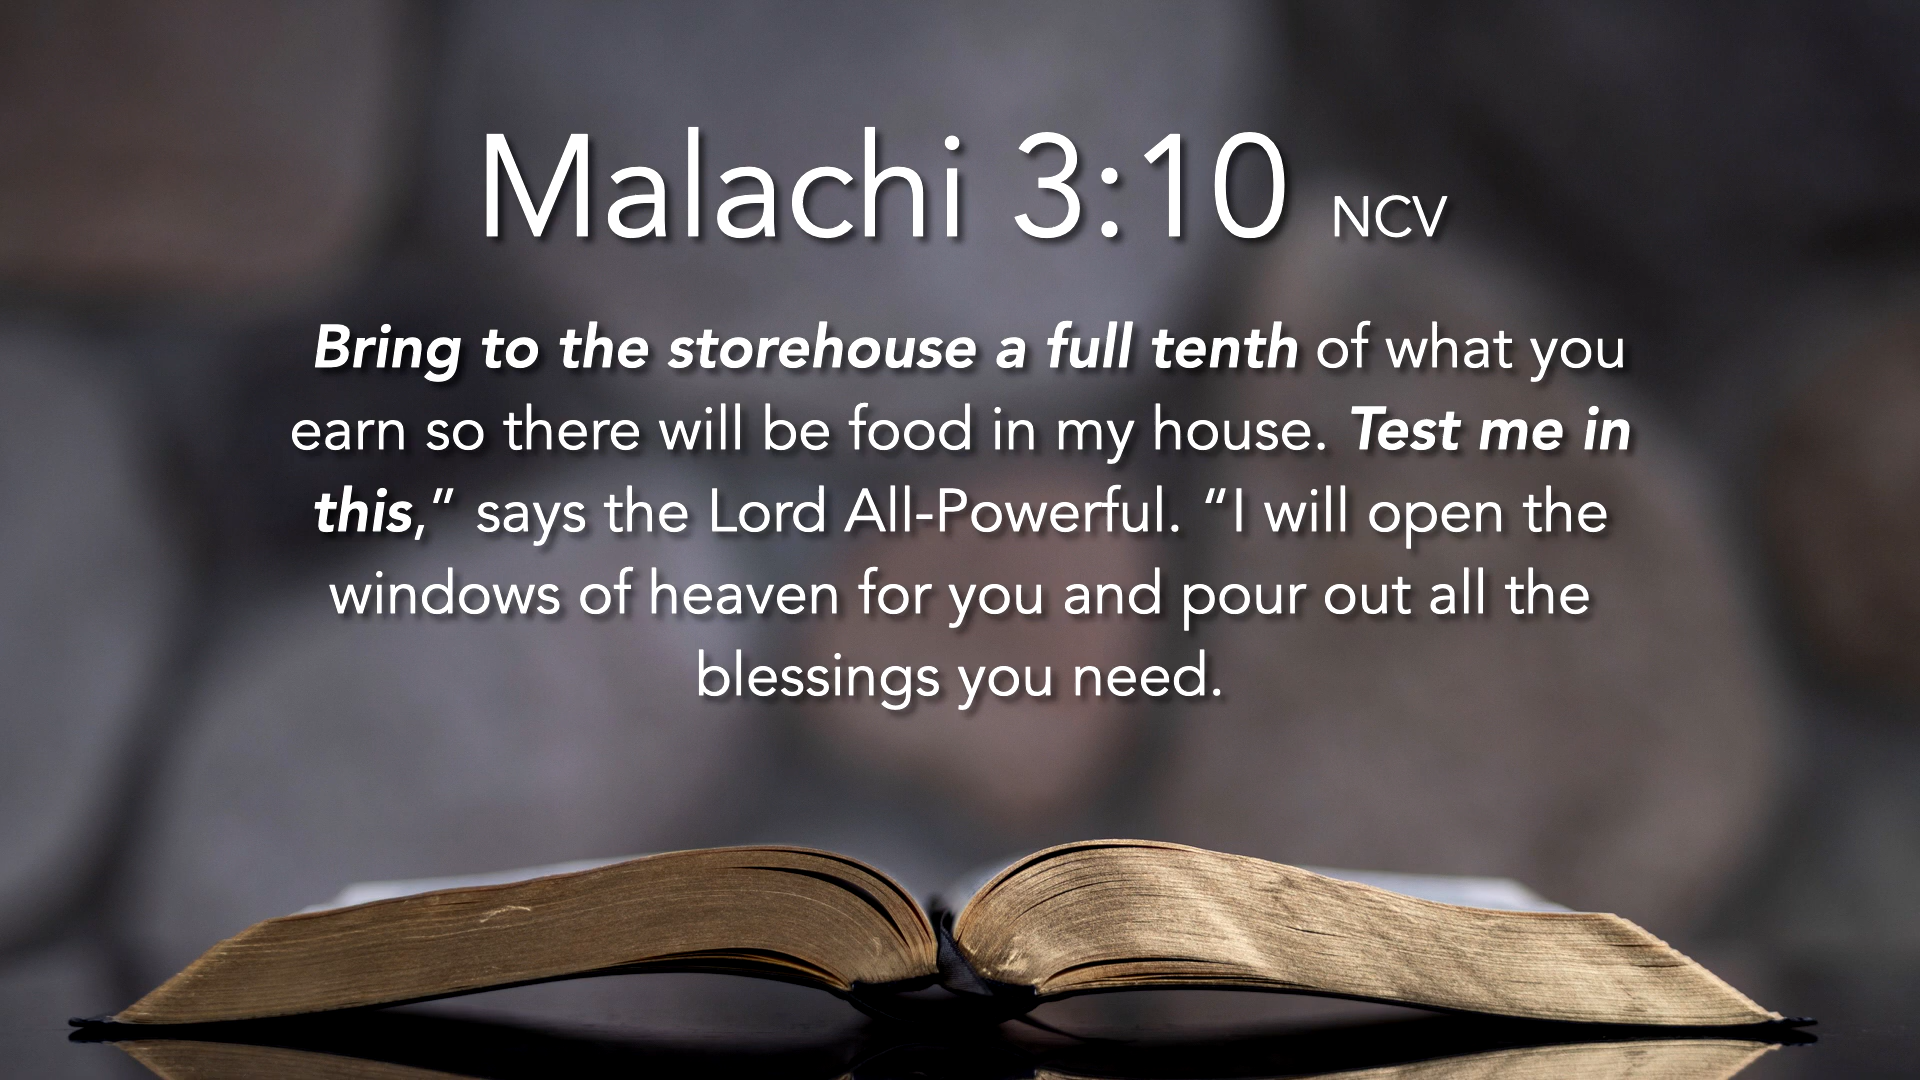 Malachi 3:10 NCV
Bring to the storehouse a full tenth of what you
earn so there will be food in my house. Test me in
this,” says the Lord All-Powerful. “I will open the
windows of heaven for you and pour out all the
blessings you need.